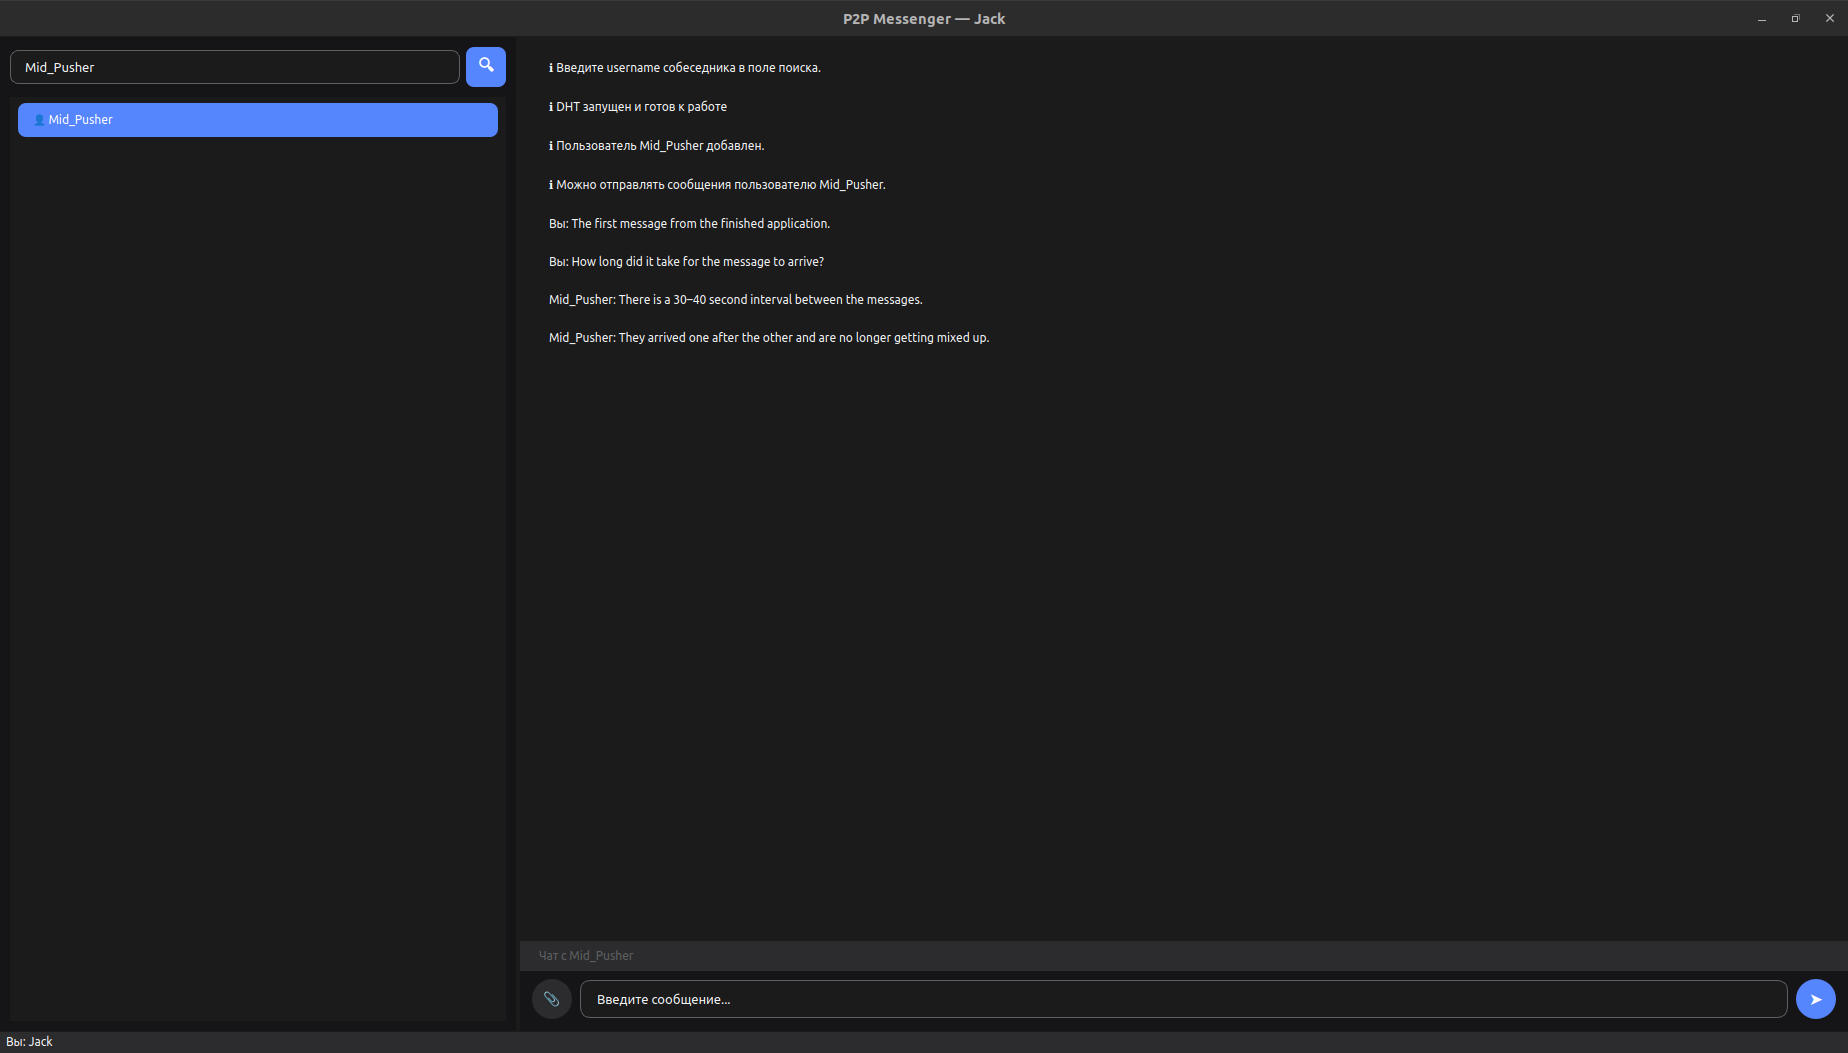 P2P Messenger — Jack
Mid_Pusher
Mid_Pusher
ℹ Введите username собеседника в поле поиска.
ℹ DHT запущен и готов к работе
ℹ Пользователь Mid_Pusher добавлен.
ℹ Можно отправлять сообщения пользователю Mid_Pusher.
Вы: The first message from the finished application.
Вы: How long did it take for the message to arrive?
Mid_Pusher: There is a 30–40 second interval between the messages.
Mid_Pusher: They arrived one after the other and are no longer getting mixed up.
Чат с Mid_Pusher
Введите сообщение...
Вы: Jack